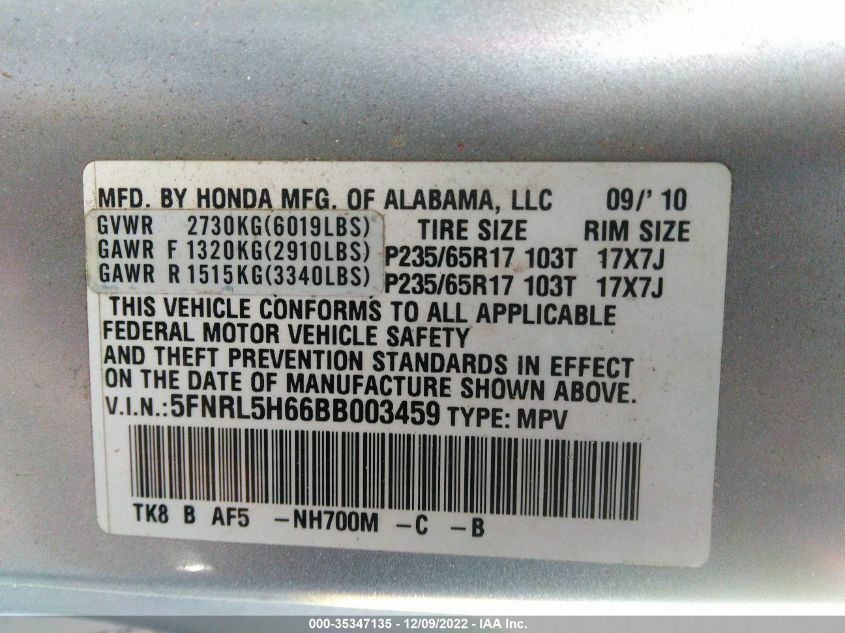 MFD. BY HONDA MFG. OF ALABAMA, LLC 09/' 10
GVWR 2730KG(6019LBS) TIRE SIZE RIM SIZE
GAWR F 1320KG(2910LBS) P235/65R17 103T 17X7J
GAWR R 1515KG(3340LBS) P235/65R17 103T 17X7J
THIS VEHICLE CONFORMS TO ALL APPLICABLE
FEDERAL MOTOR VEHICLE SAFETY
AND THEFT PREVENTION STANDARDS IN EFFECT
ON THE DATE OF MANUFACTURE SHOWN ABOVE.
V.I.N.:5FNRL5H66BB003459 TYPE: MPV
TK8 B AF5 -NH700M -C -B
000-35347135 - 12/09/2022 - IAA Inc.